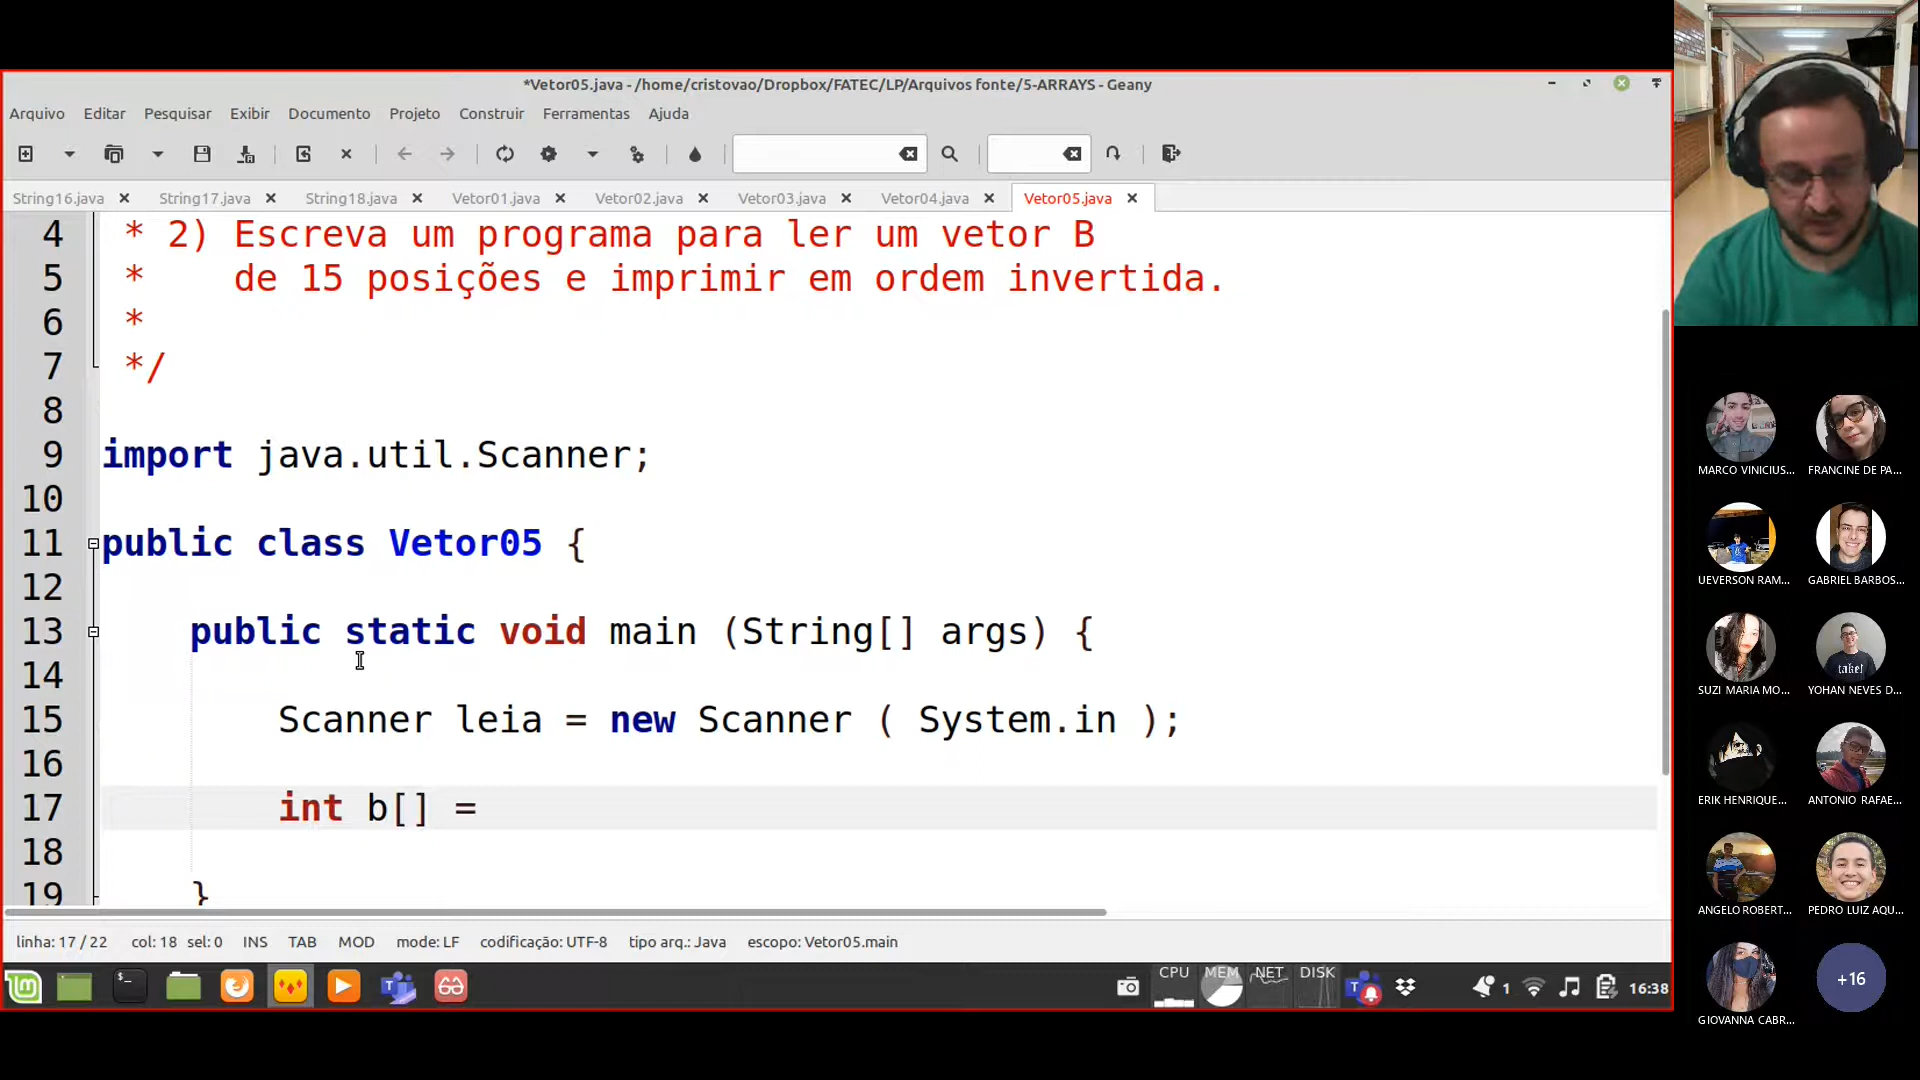 *Vetor05.java - /home/cristovao/Dropbox/FATEC/LP/Arquivos fonte/5-ARRAYS - Geany
Arquivo Editar Pesquisar Exibir Documento Projeto Construir Ferramentas Ajuda
String16.java String17.java String18.java Vetor01.java Vetor02.java Vetor03.java Vetor04.java Vetor05.java
4 * 2) Escreva um programa para ler um vetor B
5 * de 15 posições e imprimir em ordem invertida.
6 *
7 */
8
9 import java.util.Scanner;
10
11 public class Vetor05 {
12
13 public static void main (String[] args) {
14
15 Scanner leia = new Scanner ( System.in );
16
17 int b[] =
18
19 }
linha: 17 / 22 col: 18 sel: 0 INS TAB MOD mode: LF codificação: UTF-8 tipo arq.: Java escopo: Vetor05.main
CPU MEM NET DISK 1 16:38
MARCO VINICIUS... FRANCINE DE PA...
UEVERSON RAM... GABRIEL BARBOS...
SUZI MARIA MO... YOHAN NEVES D...
ERIK HENRIQUE... ANTONIO RAFAE...
ANGELO ROBERT... PEDRO LUIZ AQU...
GIOVANNA CABR... +16